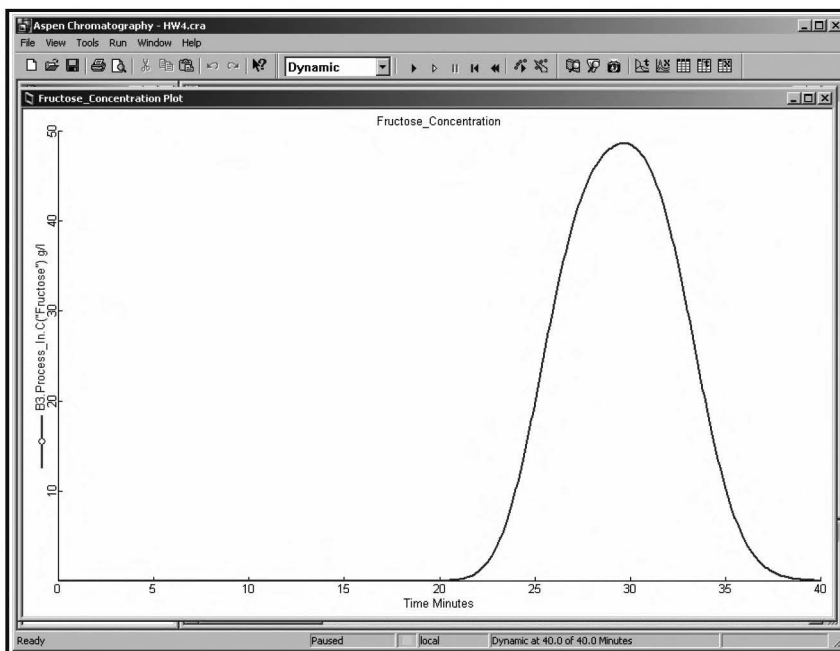 Aspen Chromatography - HW4.cra
File View Tools Run Window Help
Dynamic
Fructose_Concentration Plot
Fructose_Concentration
B3.Process_In.C("Fructose") g/l
50
40
30
20
10
0 5 10 15 20 25 30 35 40
Time Minutes
Ready Paused local Dynamic at 40.0 of 40.0 Minutes